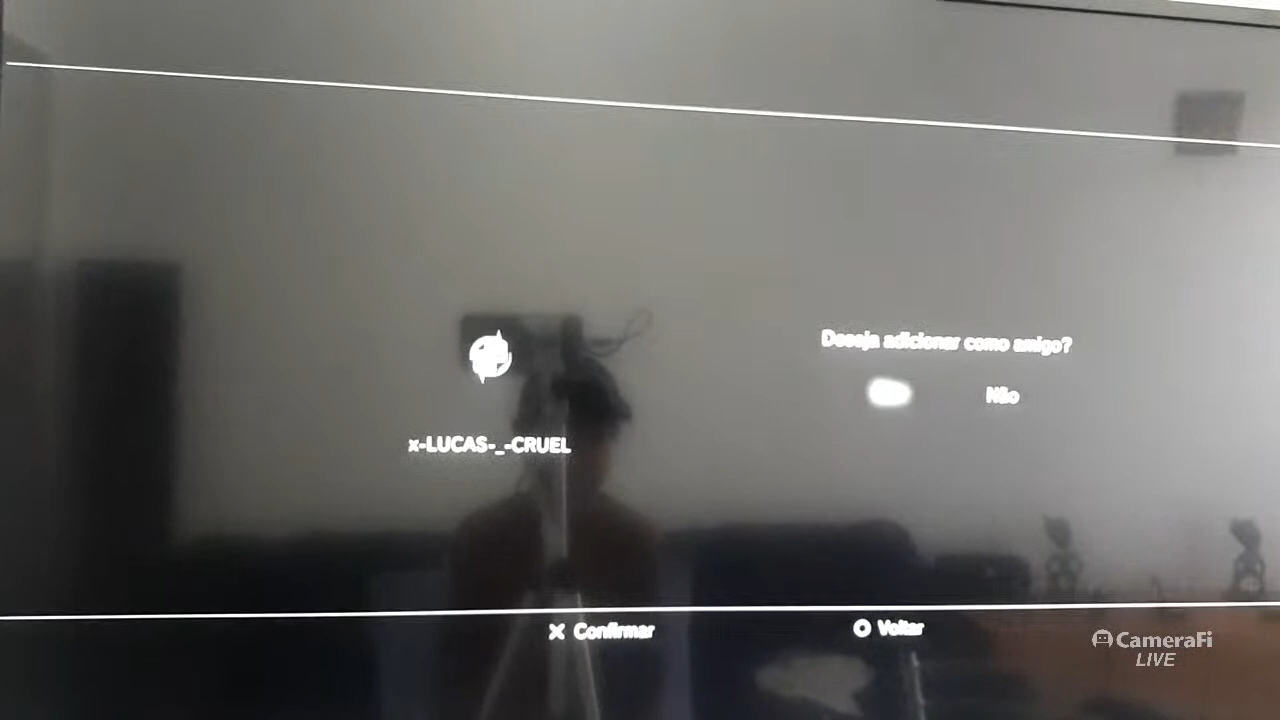 Deseja adicionar como amigo?
Não
x-LUCAS-_-CRUEL
Confirmar
Voltar
CameraFi
LIVE